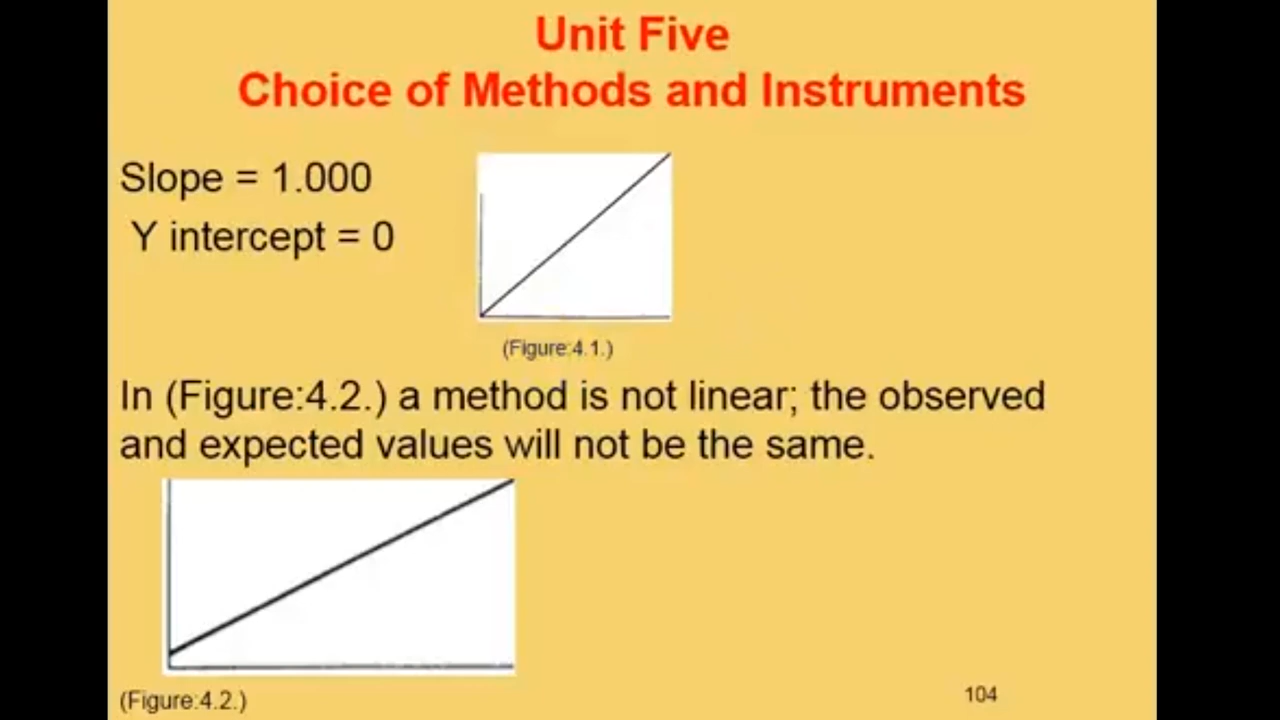 Unit Five
Choice of Methods and Instruments
Slope = 1.000
Y intercept = 0
(Figure:4.1.)
In (Figure:4.2.) a method is not linear; the observed
and expected values will not be the same.
(Figure:4.2.)
104